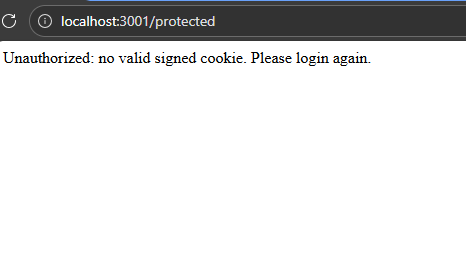 localhost:3001/protected
Unauthorized: no valid signed cookie. Please login again.